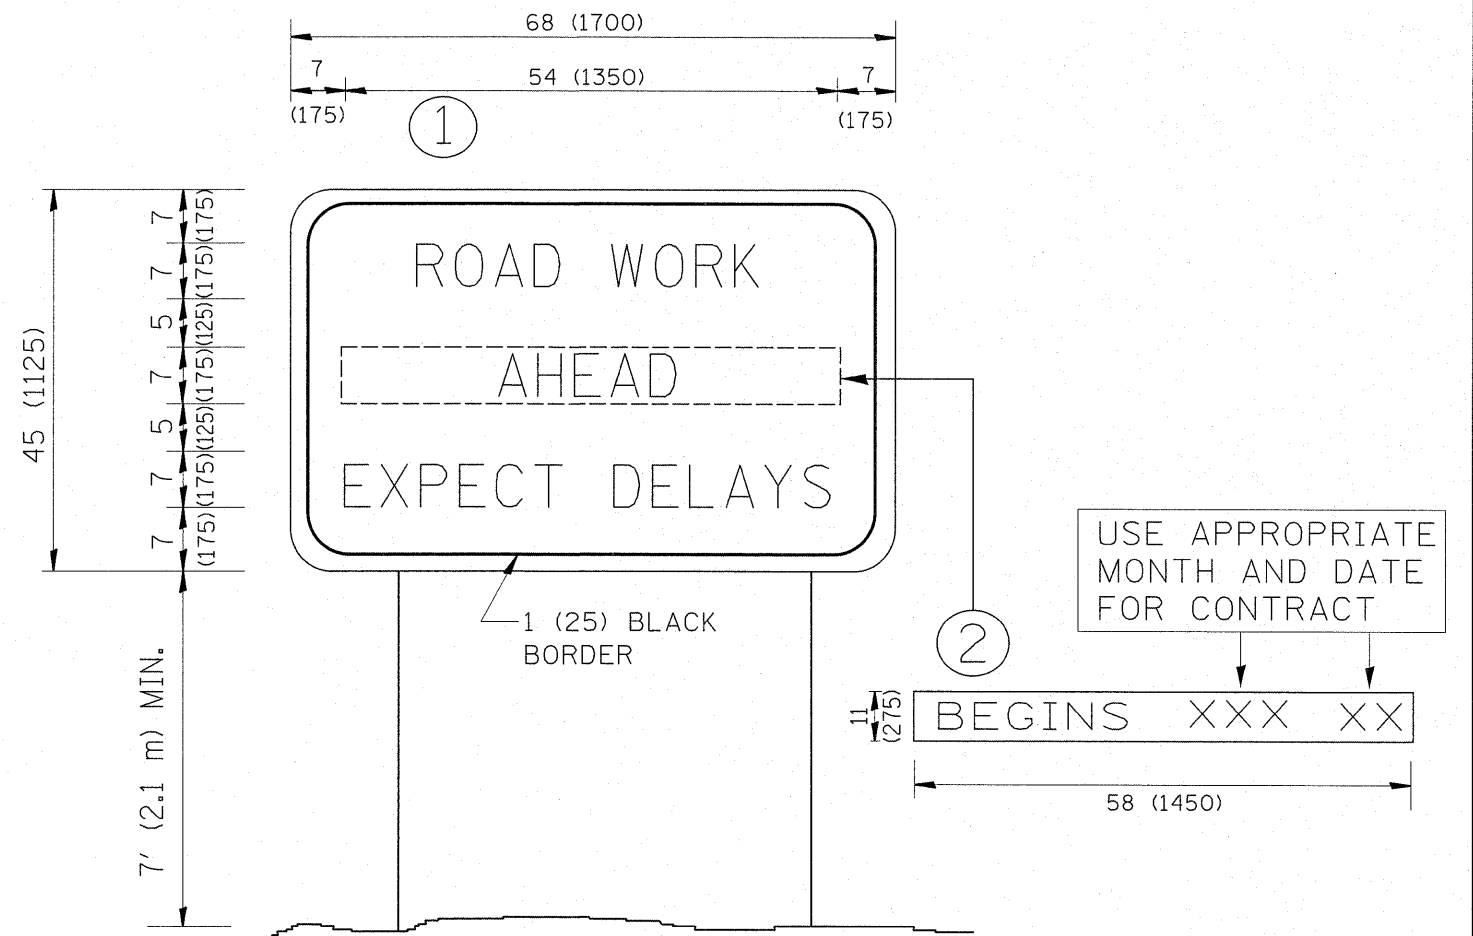 68 (1700)
7 54 (1350) 7
(175) (175)
1
45 (1125)
7 (175)
7 (175)
5 (125)
7 (175)
5 (125)
7 (175)
7 (175)
ROAD WORK
AHEAD
EXPECT DELAYS
1 (25) BLACK
BORDER
7' (2.1 m) MIN.
2
USE APPROPRIATE
MONTH AND DATE
FOR CONTRACT
11
(275)
BEGINS XXX XX
58 (1450)